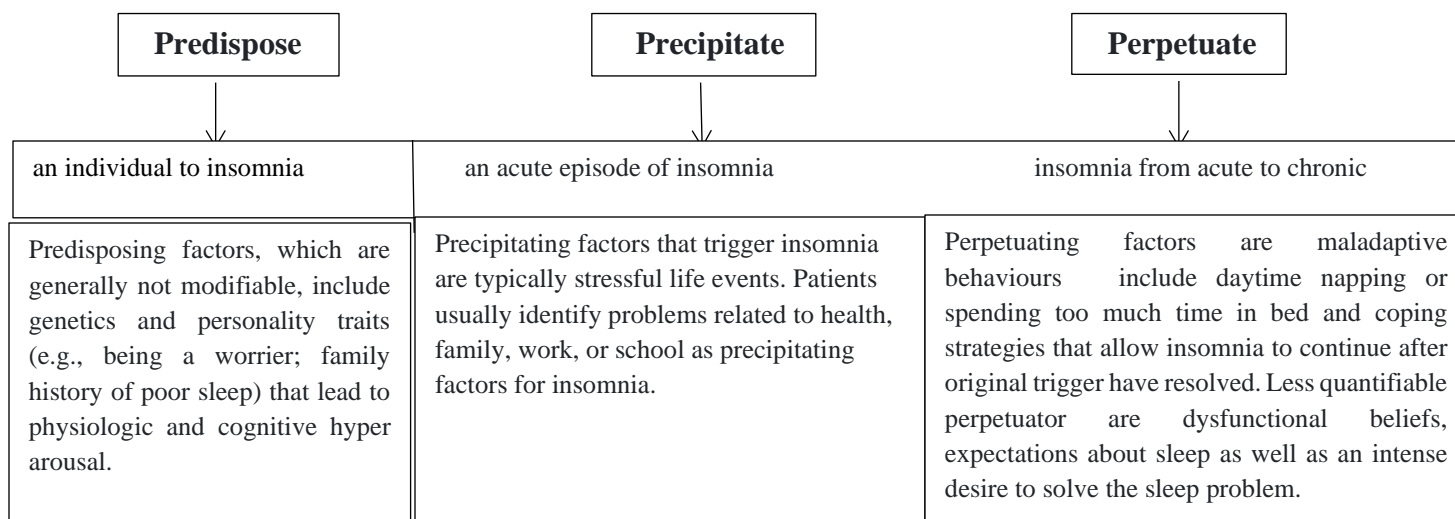 Predispose
Precipitate
Perpetuate
an individual to insomnia
an acute episode of insomnia
insomnia from acute to chronic
Predisposing factors, which are
generally not modifiable, include
genetics and personality traits
(e.g., being a worrier; family
history of poor sleep) that lead to
physiologic and cognitive hyper
arousal.
Precipitating factors that trigger insomnia
are typically stressful life events. Patients
usually identify problems related to health,
family, work, or school as precipitating
factors for insomnia.
Perpetuating factors are maladaptive
behaviours include daytime napping or
spending too much time in bed and coping
strategies that allow insomnia to continue after
original trigger have resolved. Less quantifiable
perpetuator are dysfunctional beliefs,
expectations about sleep as well as an intense
desire to solve the sleep problem.